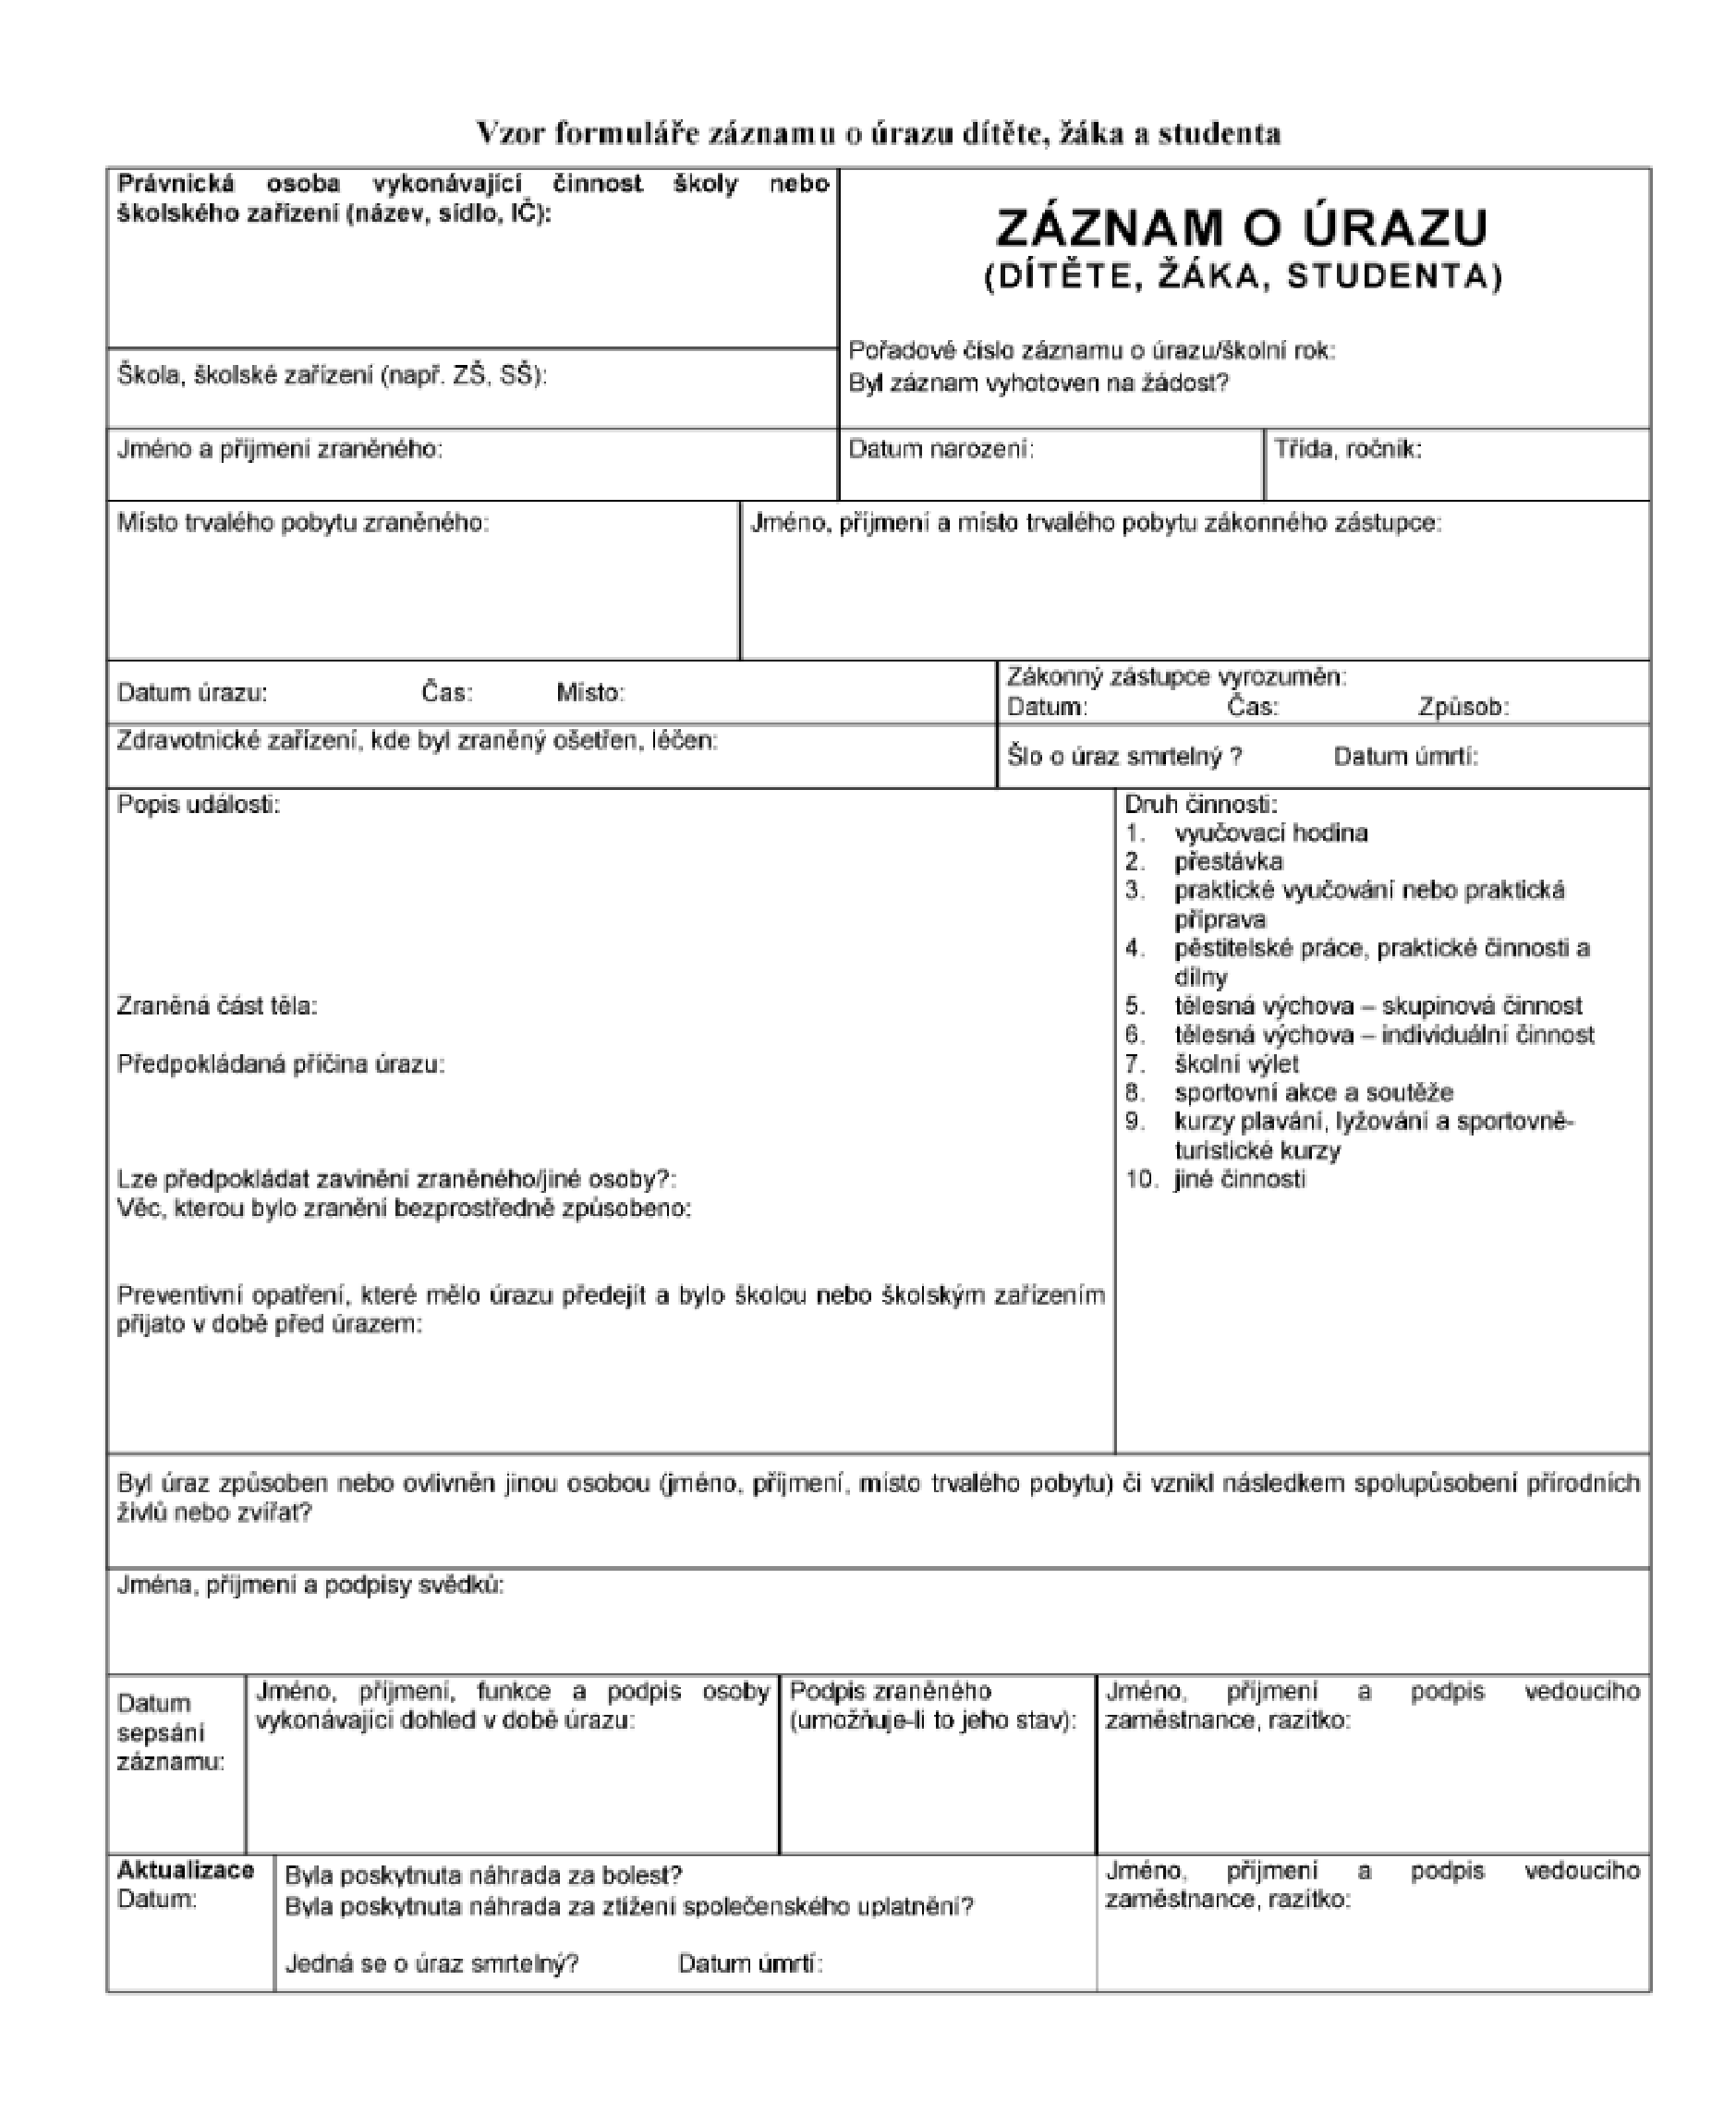 Vzor formuláře záznamu o úrazu dítěte, žáka a studenta
Právnická osoba vykonávající činnost školy nebo
školského zařízení (název, sídlo, IČ):
ZÁZNAM O ÚRAZU
(DÍTĚTE, ŽÁKA, STUDENTA)
Pořadové číslo záznamu o úrazu/školní rok:
Byl záznam vyhotoven na žádost?
Škola, školské zařízení (např. ZŠ, SŠ):
Jméno a příjmení zraněného:
Datum narození:
Třída, ročník:
Místo trvalého pobytu zraněného:
Jméno, příjmení a místo trvalého pobytu zákonného zástupce:
Datum úrazu: Čas: Místo:
Zákonný zástupce vyrozuměn:
Datum: Čas: Způsob:
Zdravotnické zařízení, kde byl zraněný ošetřen, léčen:
Šlo o úraz smrtelný ? Datum úmrtí:
Popis události:
Zraněná část těla:
Předpokládaná příčina úrazu:
Lze předpokládat zavinění zraněného/jiné osoby?:
Věc, kterou bylo zranění bezprostředně způsobeno:
Preventivní opatření, které mělo úrazu předejít a bylo školou nebo školským zařízením
přijato v době před úrazem:
Druh činnosti:
1. vyučovací hodina
2. přestávka
3. praktické vyučování nebo praktická
příprava
4. pěstitelské práce, praktické činnosti a
dílny
5. tělesná výchova – skupinová činnost
6. tělesná výchova – individuální činnost
7. školní výlet
8. sportovní akce a soutěže
9. kurzy plavání, lyžování a sportovně-
turistické kurzy
10. jiné činnosti
Byl úraz způsoben nebo ovlivněn jinou osobou (jméno, příjmení, místo trvalého pobytu) či vznikl následkem spolupůsobení přírodních
živlů nebo zvířat?
Jména, příjmení a podpisy svědků:
Datum
sepsání
záznamu:
Jméno, příjmení, funkce a podpis osoby
vykonávající dohled v době úrazu:
Podpis zraněného
(umožňuje-li to jeho stav):
Jméno, příjmení a podpis vedoucího
zaměstnance, razítko:
Aktualizace
Datum:
Byla poskytnuta náhrada za bolest?
Byla poskytnuta náhrada za ztížení společenského uplatnění?
Jedná se o úraz smrtelný? Datum úmrtí:
Jméno, příjmení a podpis vedoucího
zaměstnance, razítko: